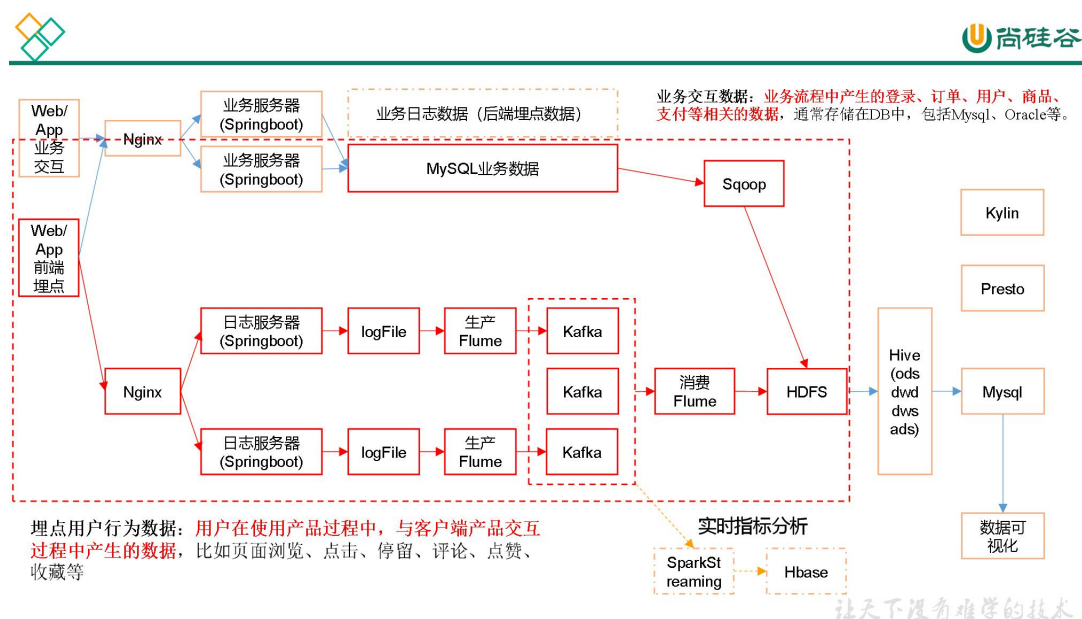 尚硅谷
Web/
App
业务
交互
Nginx
业务服务器
(Springboot)
业务服务器
(Springboot)
业务日志数据（后端埋点数据）
MySQL业务数据
业务交互数据：业务流程中产生的登录、订单、用户、商品、
支付等相关的数据，通常存储在DB中，包括Mysql、Oracle等。
Sqoop
Kylin
Presto
Web/
App
前端
埋点
Nginx
日志服务器
(Springboot)
logFile
生产
Flume
Kafka
Kafka
日志服务器
(Springboot)
logFile
生产
Flume
Kafka
消费
Flume
HDFS
Hive
(ods
dwd
dws
ads)
Mysql
数据可
视化
埋点用户行为数据：用户在使用产品过程中，与客户端产品交互
过程中产生的数据，比如页面浏览、点击、停留、评论、点赞、
收藏等
实时指标分析
SparkSt
reaming
Hbase
让天下没有难学的技术